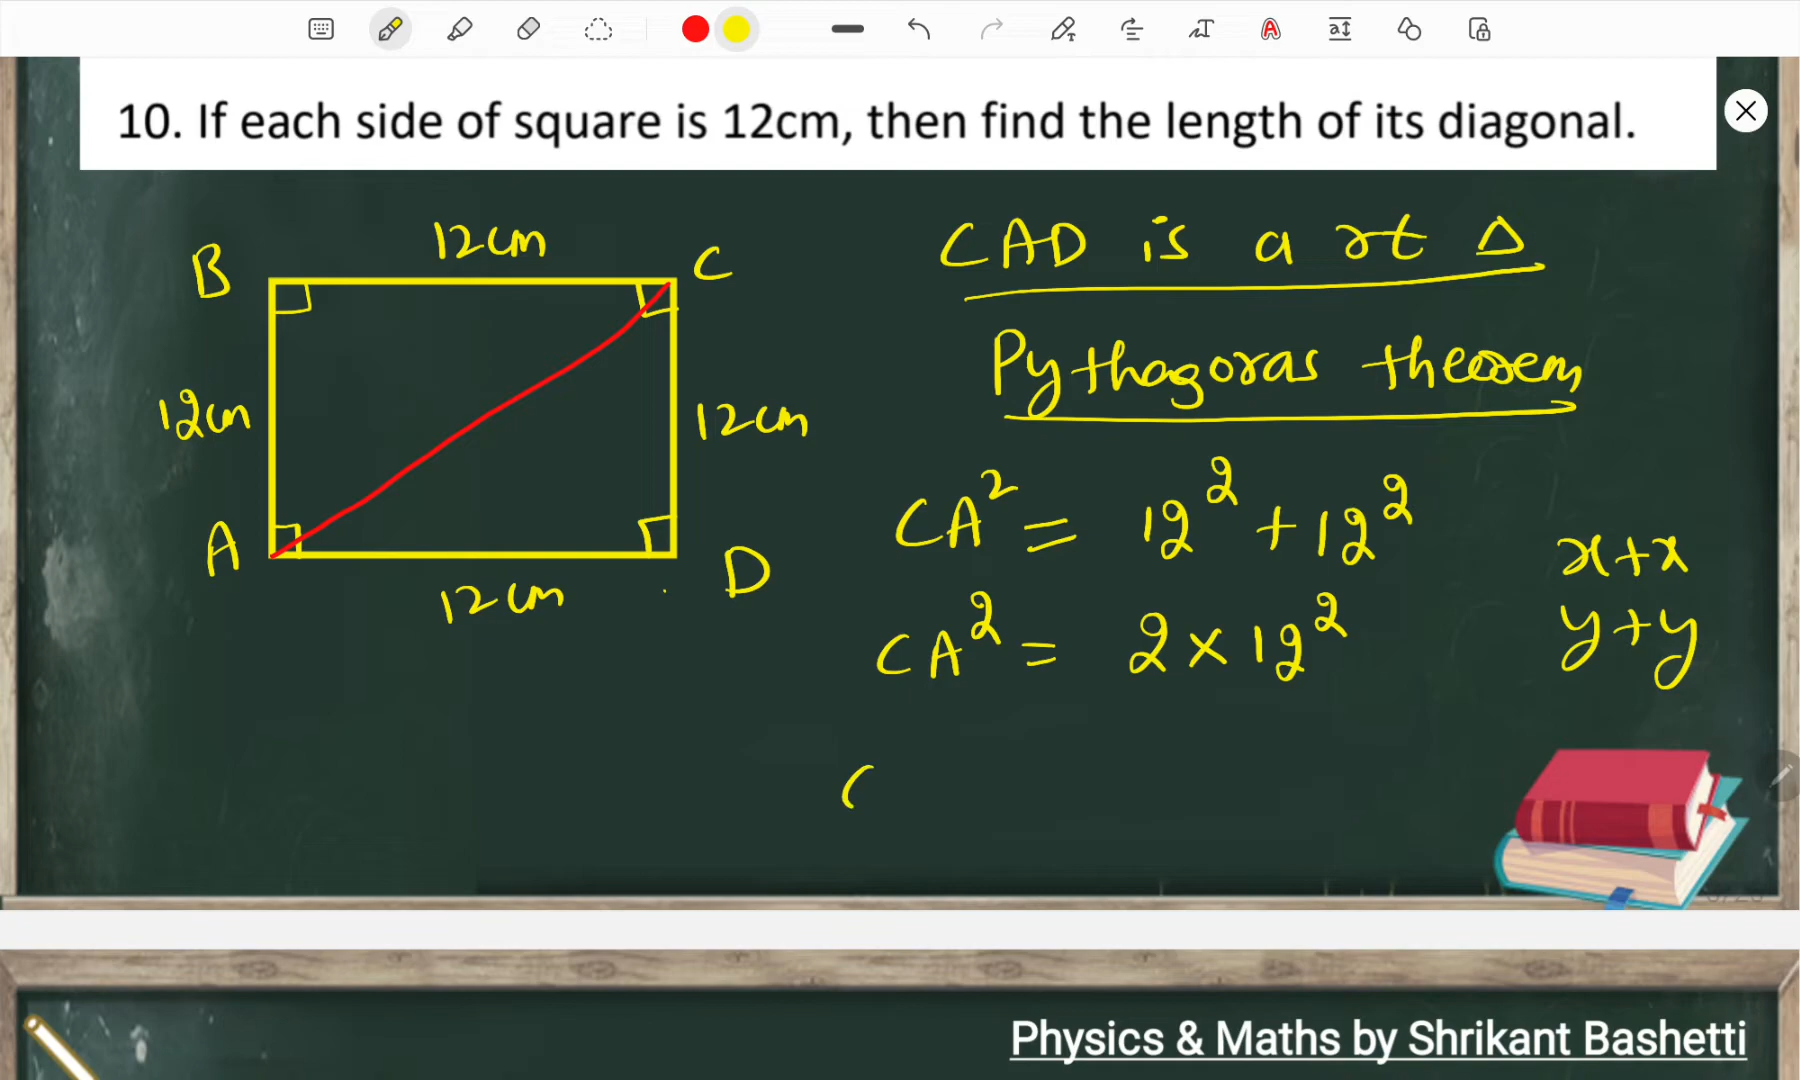 10. If each side of square is 12cm, then find the length of its diagonal.
B
12cm
C
12cm
12cm
A
12cm
D
CAD is a rt △
Pythagoras theorem
CA² = 12² + 12²
CA² = 2 × 12²
x+x
y+y
(
Physics & Maths by Shrikant Bashetti